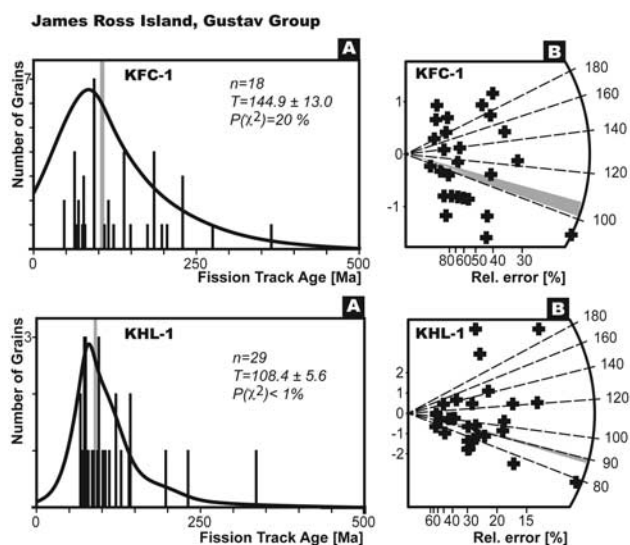 James Ross Island, Gustav Group
A
B
KFC-1
n=18
T=144.9 ± 13.0
P(χ2)=20 %
7
Number of Grains
0
250
500
Fission Track Age [Ma]
KFC-1
1
0
-1
180
160
140
120
100
80 60 50 40 30
Rel. error [%]
A
B
KHL-1
n=29
T=108.4 ± 5.6
P(χ2)< 1%
3
Number of Grains
0
250
500
Fission Track Age [Ma]
KHL-1
2
1
0
-1
-2
180
160
140
120
100
90
80
60 50 40 30 20 15
Rel. error [%]